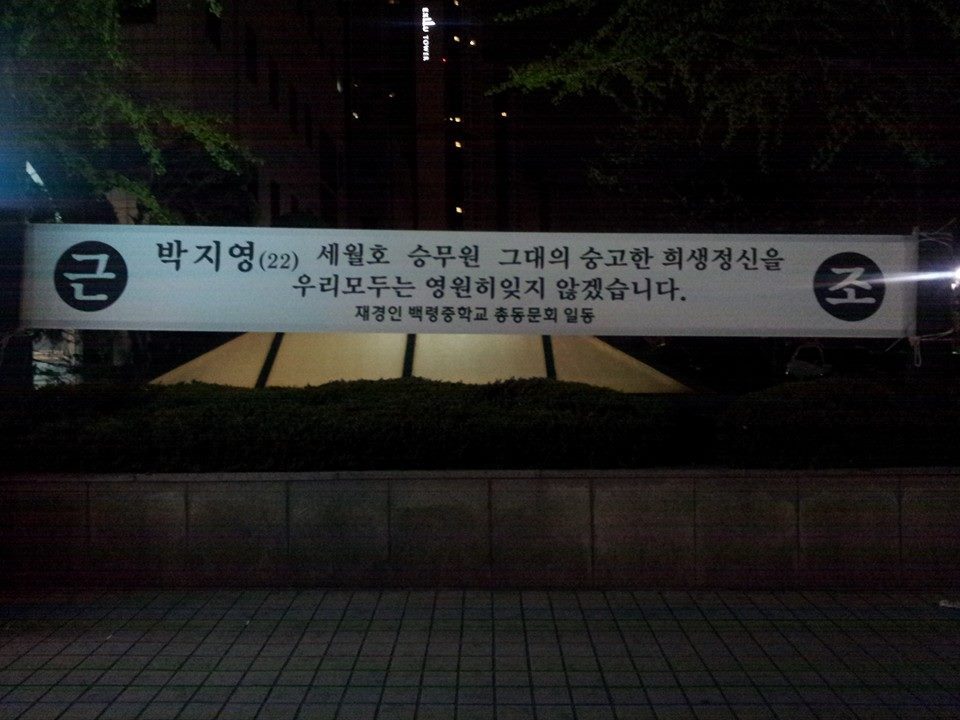 TOWER
근 조
박지영(22) 세월호 승무원 그대의 숭고한 희생정신을
우리모두는 영원히잊지 않겠습니다.
재경인 백령중학교 총동문회 일동